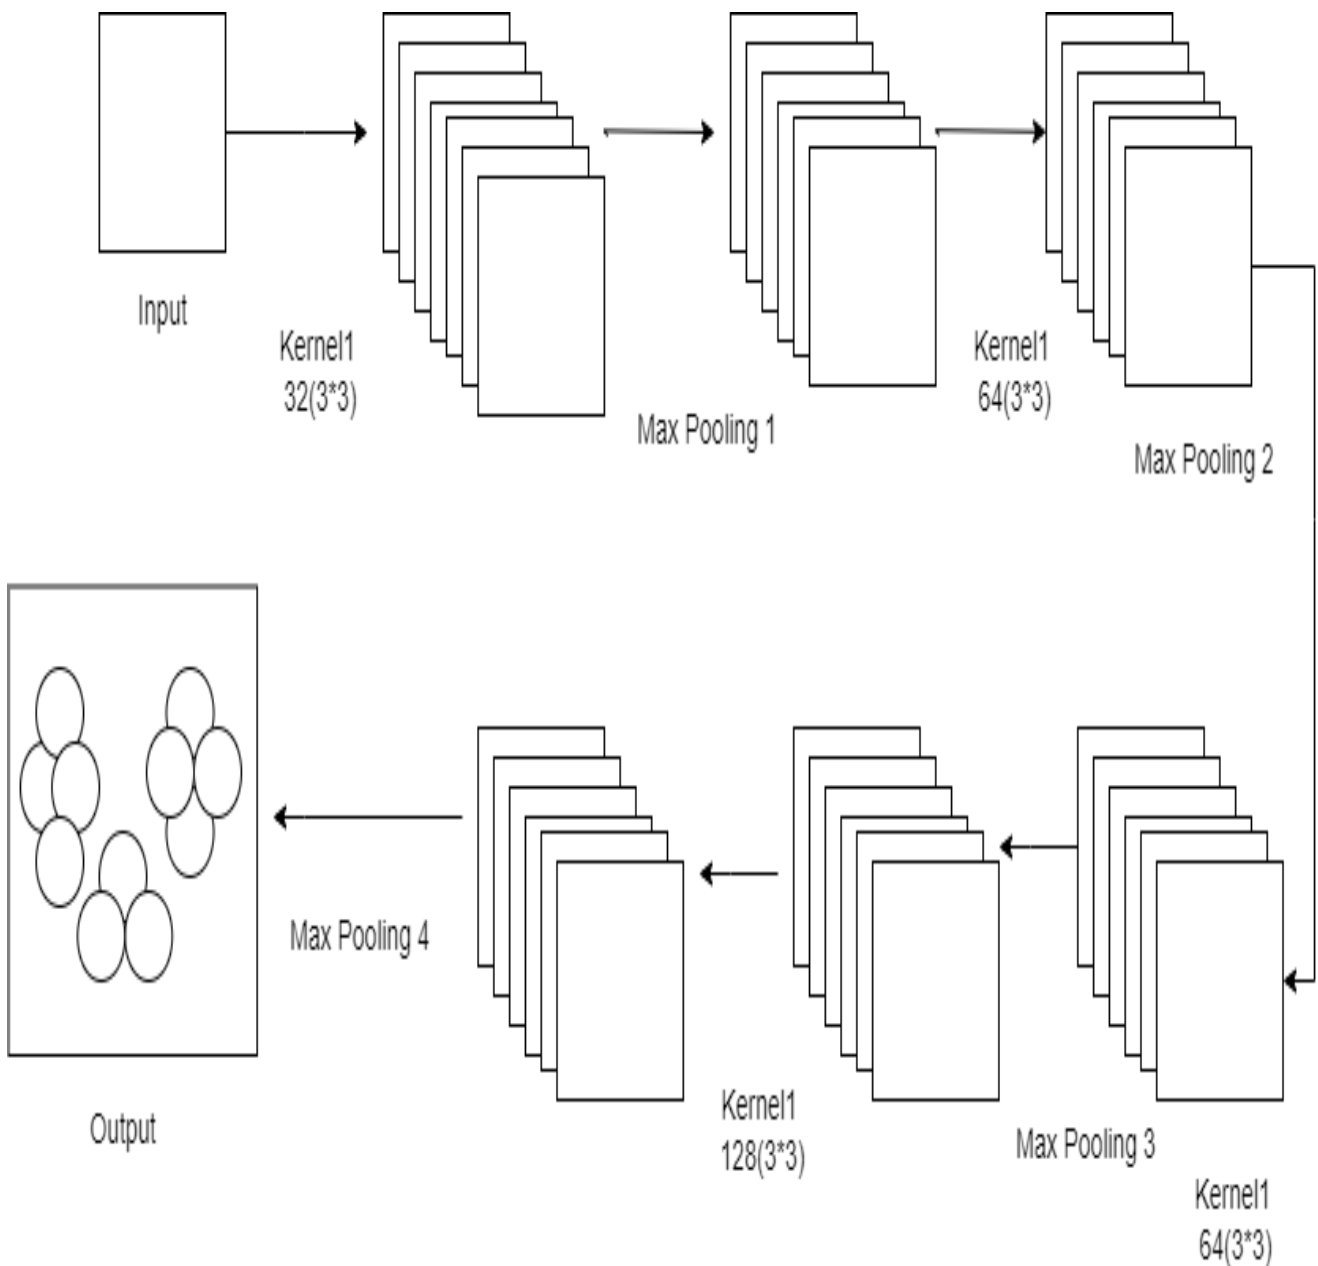 Input
Kernel1
32(3*3)
Max Pooling 1
Kernel1
64(3*3)
Max Pooling 2
Kernel1
64(3*3)
Max Pooling 3
Kernel1
128(3*3)
Max Pooling 4
Output